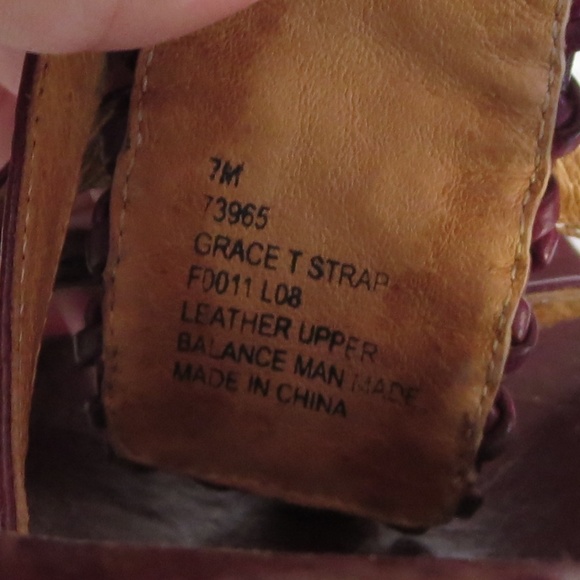 7M
73965
GRACE T STRAP
F0011 L08
LEATHER UPPER
BALANCE MAN MADE
MADE IN CHINA